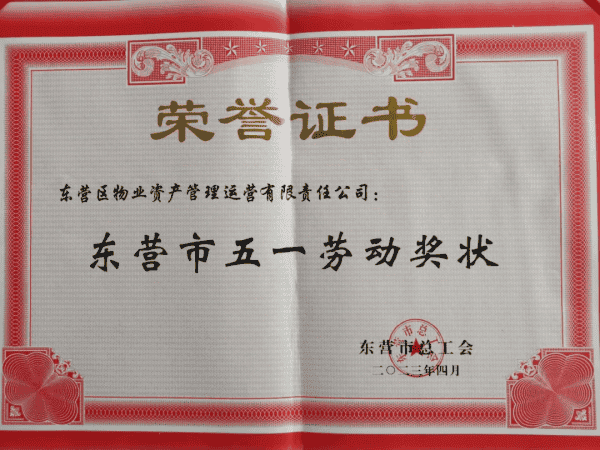 荣誉证书
东营区物业资产管理运营有限责任公司：
东营市五一劳动奖状
东营市总工会
二〇二三年四月